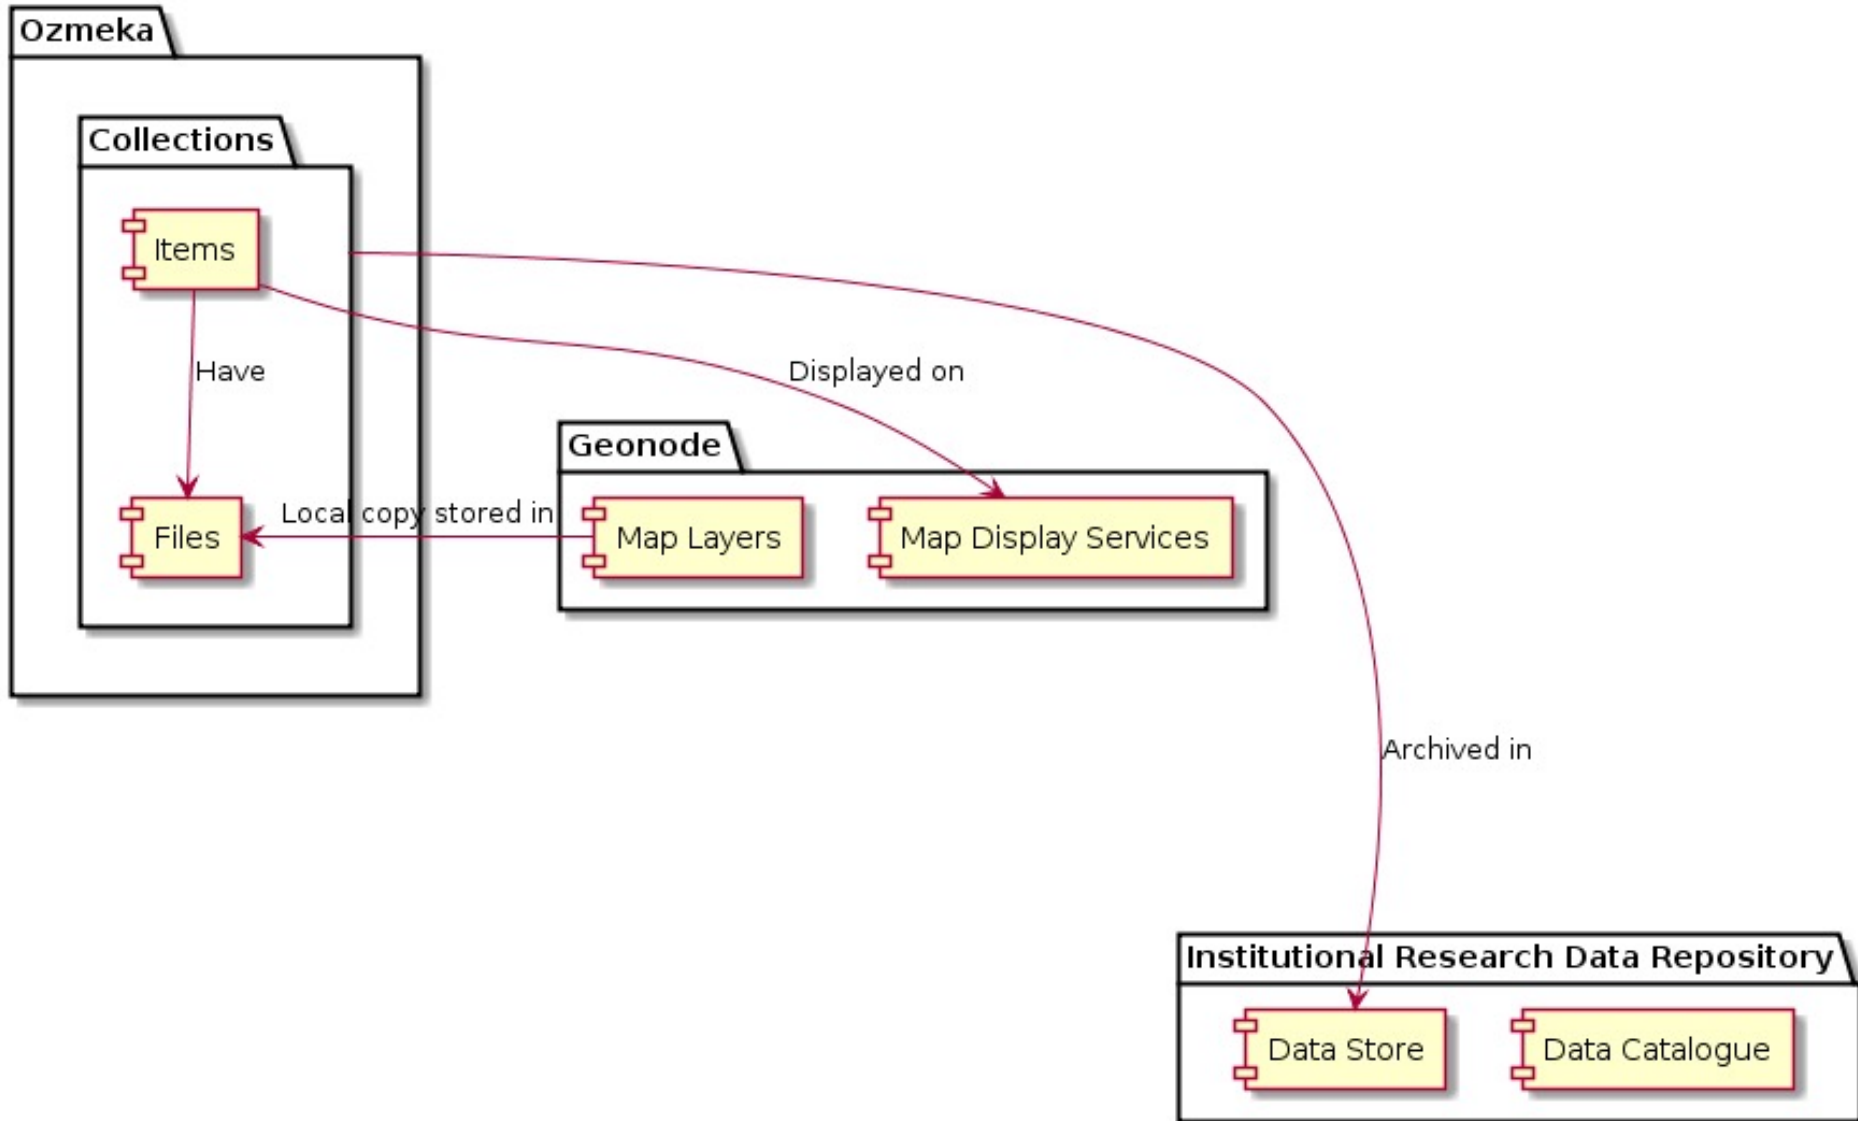 Ozmeka
Collections
Items
Have
Displayed on
Geonode
Files
Local copy stored in
Map Layers
Map Display Services
Archived in
Institutional Research Data Repository
Data Store
Data Catalogue